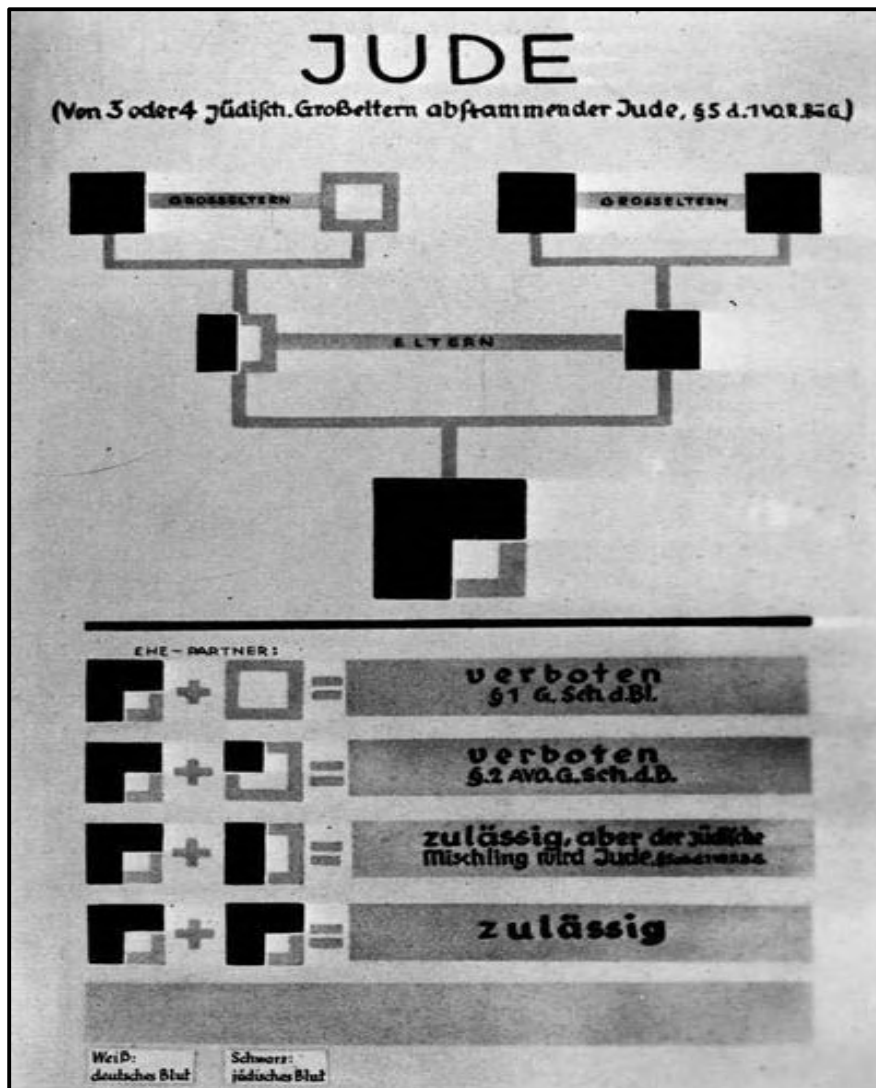 JUDE
(Von 3 oder 4 jüdisch. Großeltern abstammender Jude, §5 d. 1 VO. R. Bü G.)
GROSSELTERN GROSSELTERN
ELTERN
EHE-PARTNER:
+ = verboten
§1 G. Sch. d. Bl.
+ = verboten
§.2 AVO. G. Sch. d. B.
+ = zulässig, aber der jüdische
Mischling wird Jude,
+ = zulässig
Weiß:
deutsches Blut
Schwarz:
jüdisches Blut